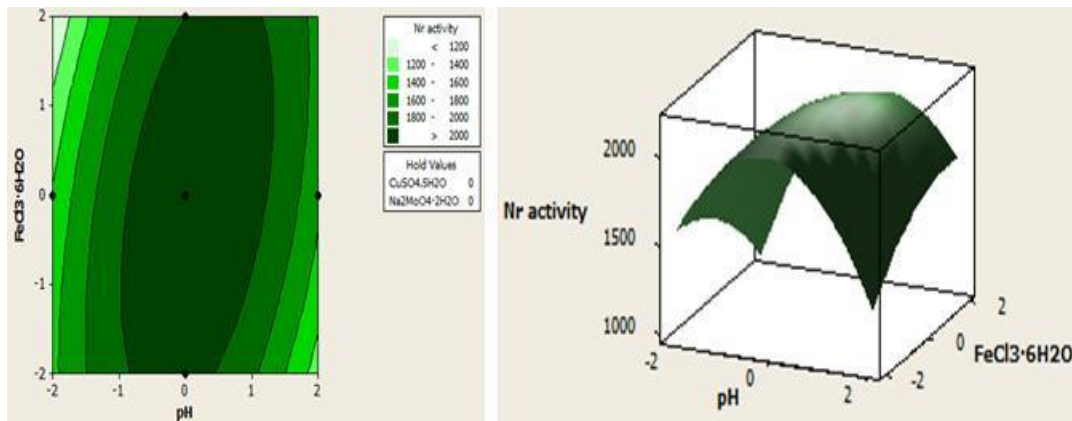 2
1
0
-1
-2
FeCl3·6H2O
-2
-1
0
1
2
pH
Nr activity
< 1200
1200 - 1400
1400 - 1600
1600 - 1800
1800 - 2000
> 2000
Hold Values
CuSO4.5H2O 0
Na2MoO4·2H2O 0
2000
Nr activity
1500
1000
-2
0
2
pH
-2
0
2
FeCl3·6H2O